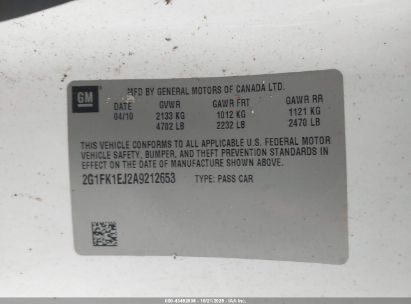 GM
MFD BY GENERAL MOTORS OF CANADA LTD.
DATE GVWR GAWR FRT GAWR RR
04/10 2133 KG 1012 KG 1121 KG
4702 LB 2232 LB 2470 LB
THIS VEHICLE CONFORMS TO ALL APPLICABLE U.S. FEDERAL MOTOR
VEHICLE SAFETY, BUMPER, AND THEFT PREVENTION STANDARDS
IN EFFECT ON THE DATE OF MANUFACTURE SHOWN ABOVE.
2G1FK1EJ2A9212653 TYPE: PASS CAR